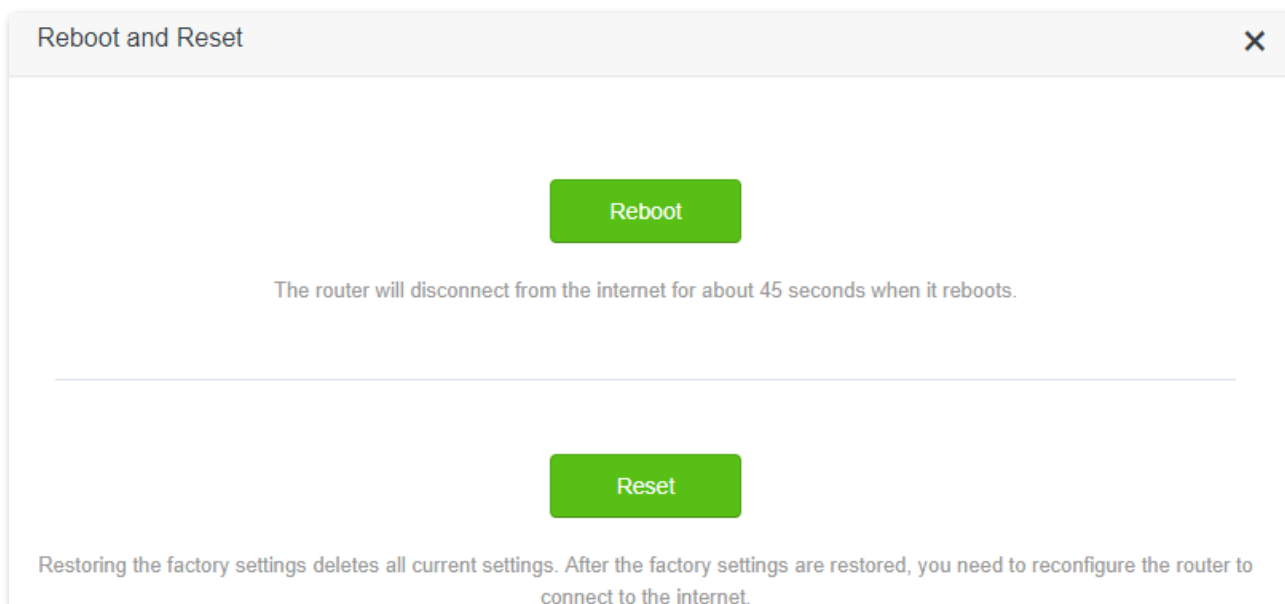 Reboot and Reset
Reboot
The router will disconnect from the internet for about 45 seconds when it reboots.
Reset
Restoring the factory settings deletes all current settings. After the factory settings are restored, you need to reconfigure the router to
connect to the internet.